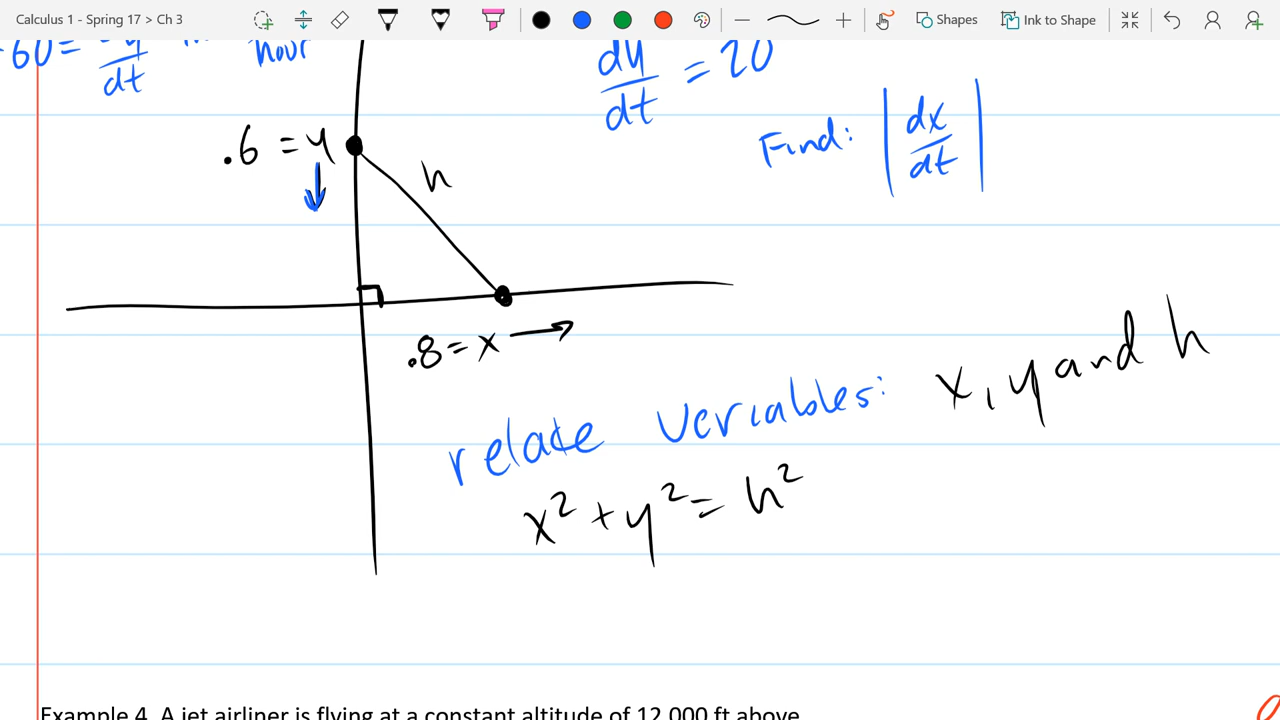 Calculus 1 - Spring 17 > Ch 3
Shapes
Ink to Shape
60 =
dt
hour
dy
dt
= 20
Find: | dx
dt |
.6 = y
h
.8 = x →
relate variables: x, y and h
x² + y² = h²
Example 4. A jet airliner is flying at a constant altitude of 12,000 ft above